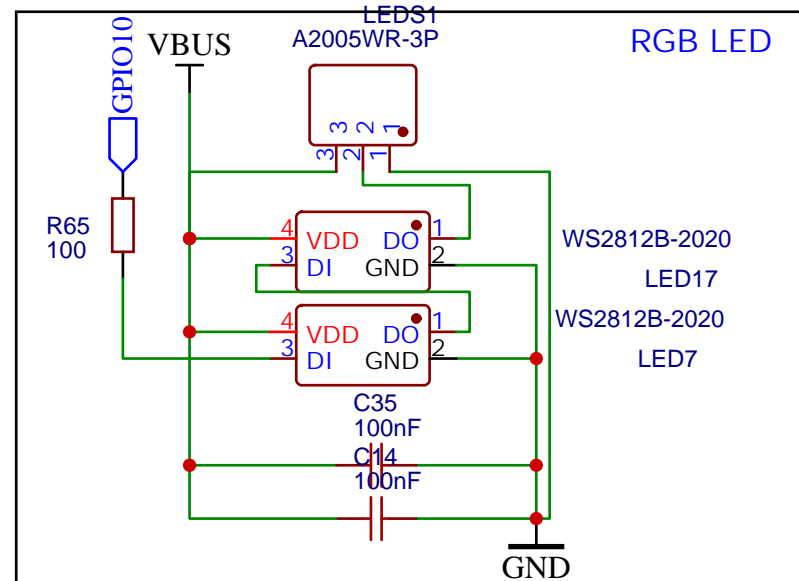 LEDS1
A2005WR-3P
RGB LED
VBUS
GPIO10
3 2 1
3 2 1
R65
100
4 VDD DO 1
3 DI GND 2
WS2812B-2020
LED17
4 VDD DO 1
3 DI GND 2
WS2812B-2020
LED7
C35
100nF
C14
100nF
GND